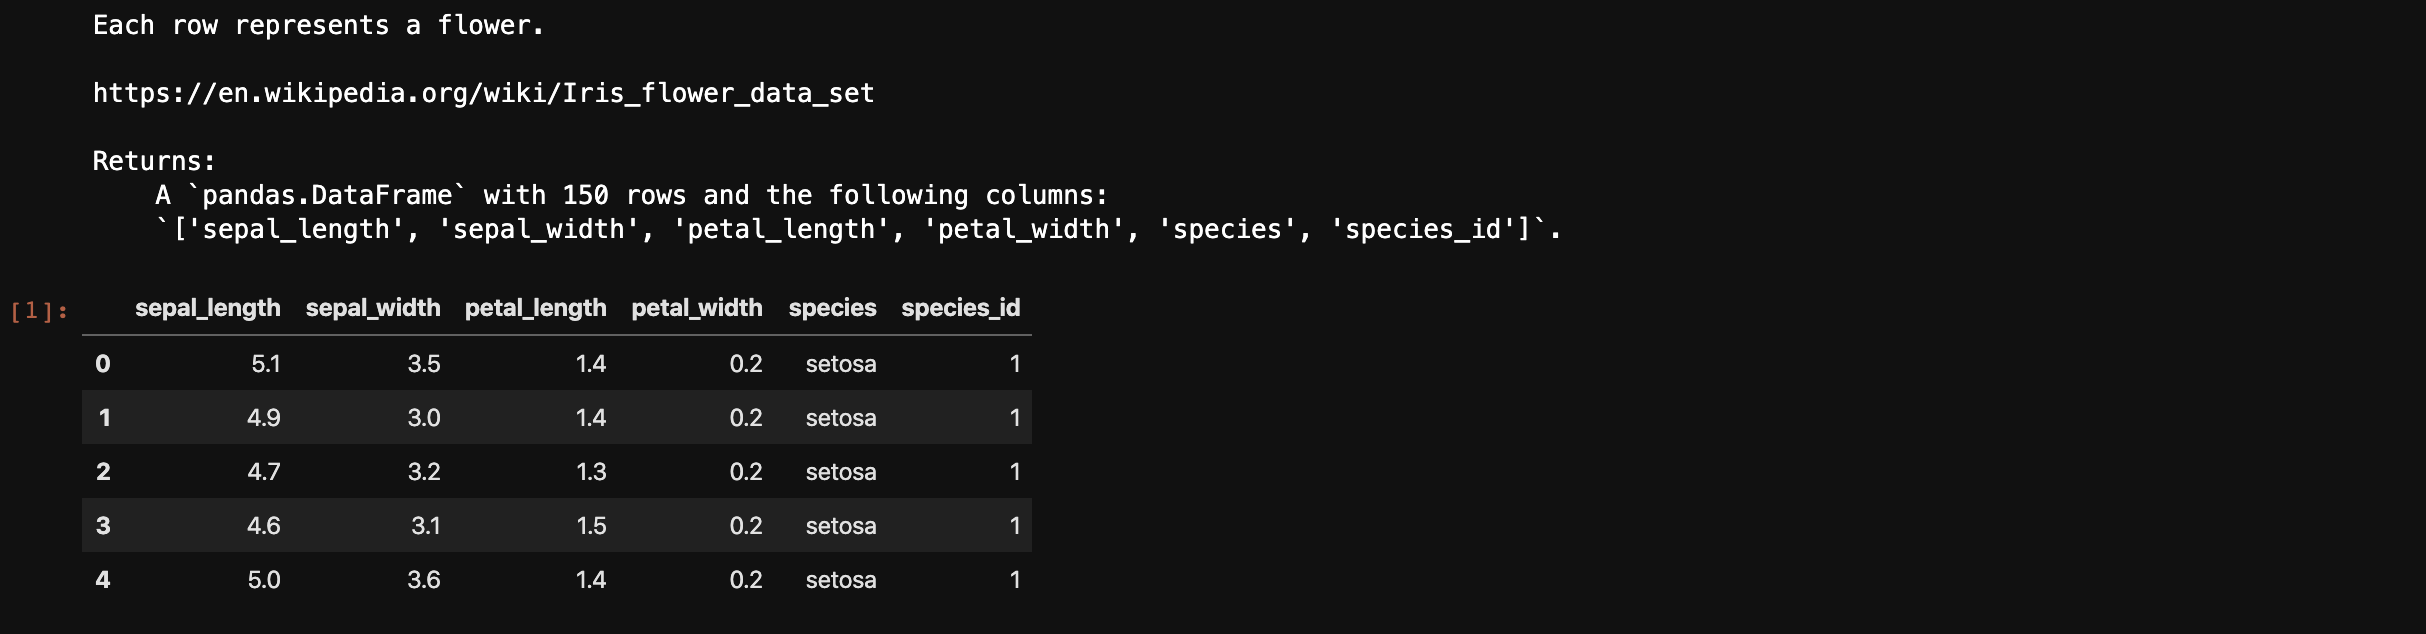 Each row represents a flower.
https://en.wikipedia.org/wiki/Iris_flower_data_set
Returns:
A `pandas.DataFrame` with 150 rows and the following columns:
`['sepal_length', 'sepal_width', 'petal_length', 'petal_width', 'species', 'species_id']`.
[1]: sepal_length sepal_width petal_length petal_width species species_id
0 5.1 3.5 1.4 0.2 setosa 1
1 4.9 3.0 1.4 0.2 setosa 1
2 4.7 3.2 1.3 0.2 setosa 1
3 4.6 3.1 1.5 0.2 setosa 1
4 5.0 3.6 1.4 0.2 setosa 1